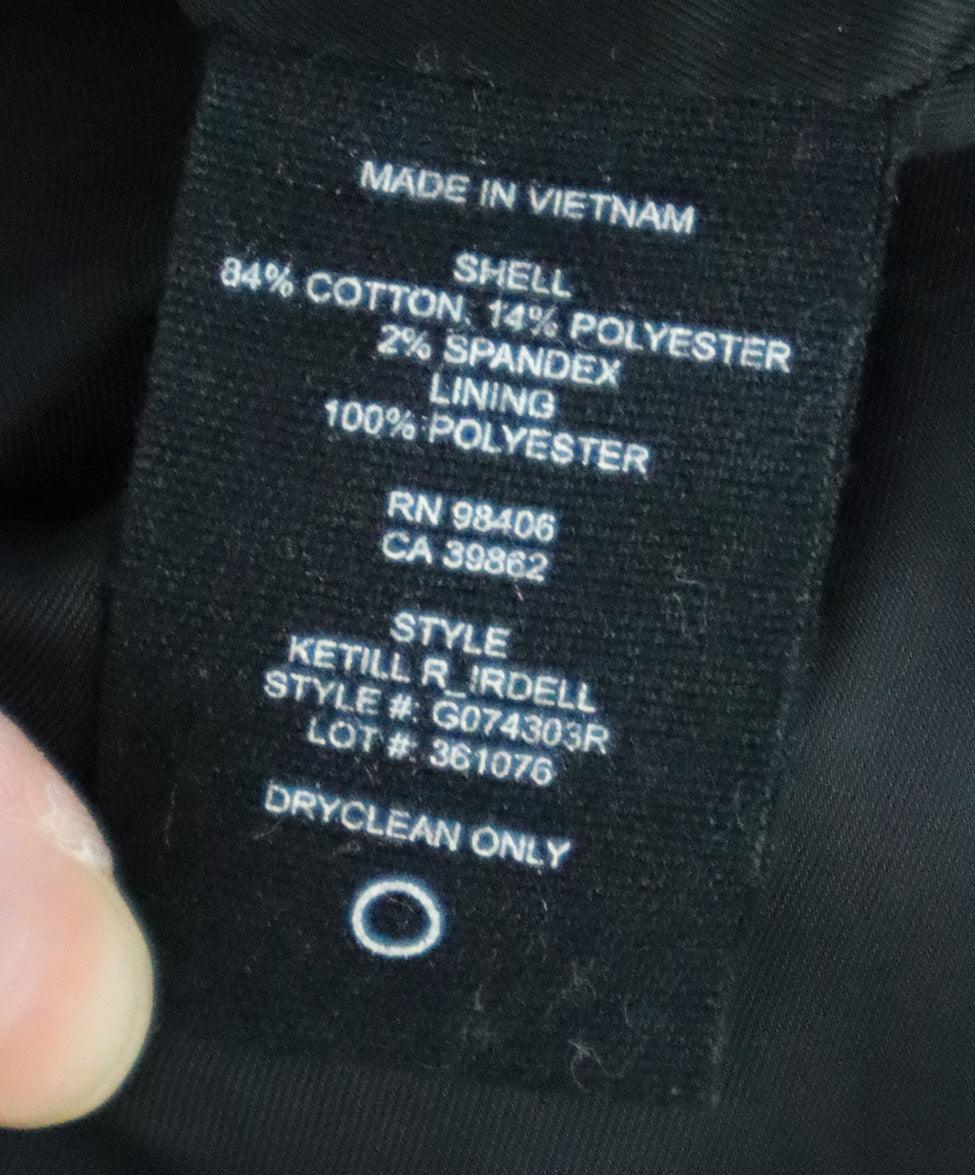 MADE IN VIETNAM
SHELL
84% COTTON, 14% POLYESTER
2% SPANDEX
LINING
100% POLYESTER
RN 98406
CA 39862
STYLE
KETILL R_IRDELL
STYLE #: G074303R
LOT #: 361076
DRYCLEAN ONLY